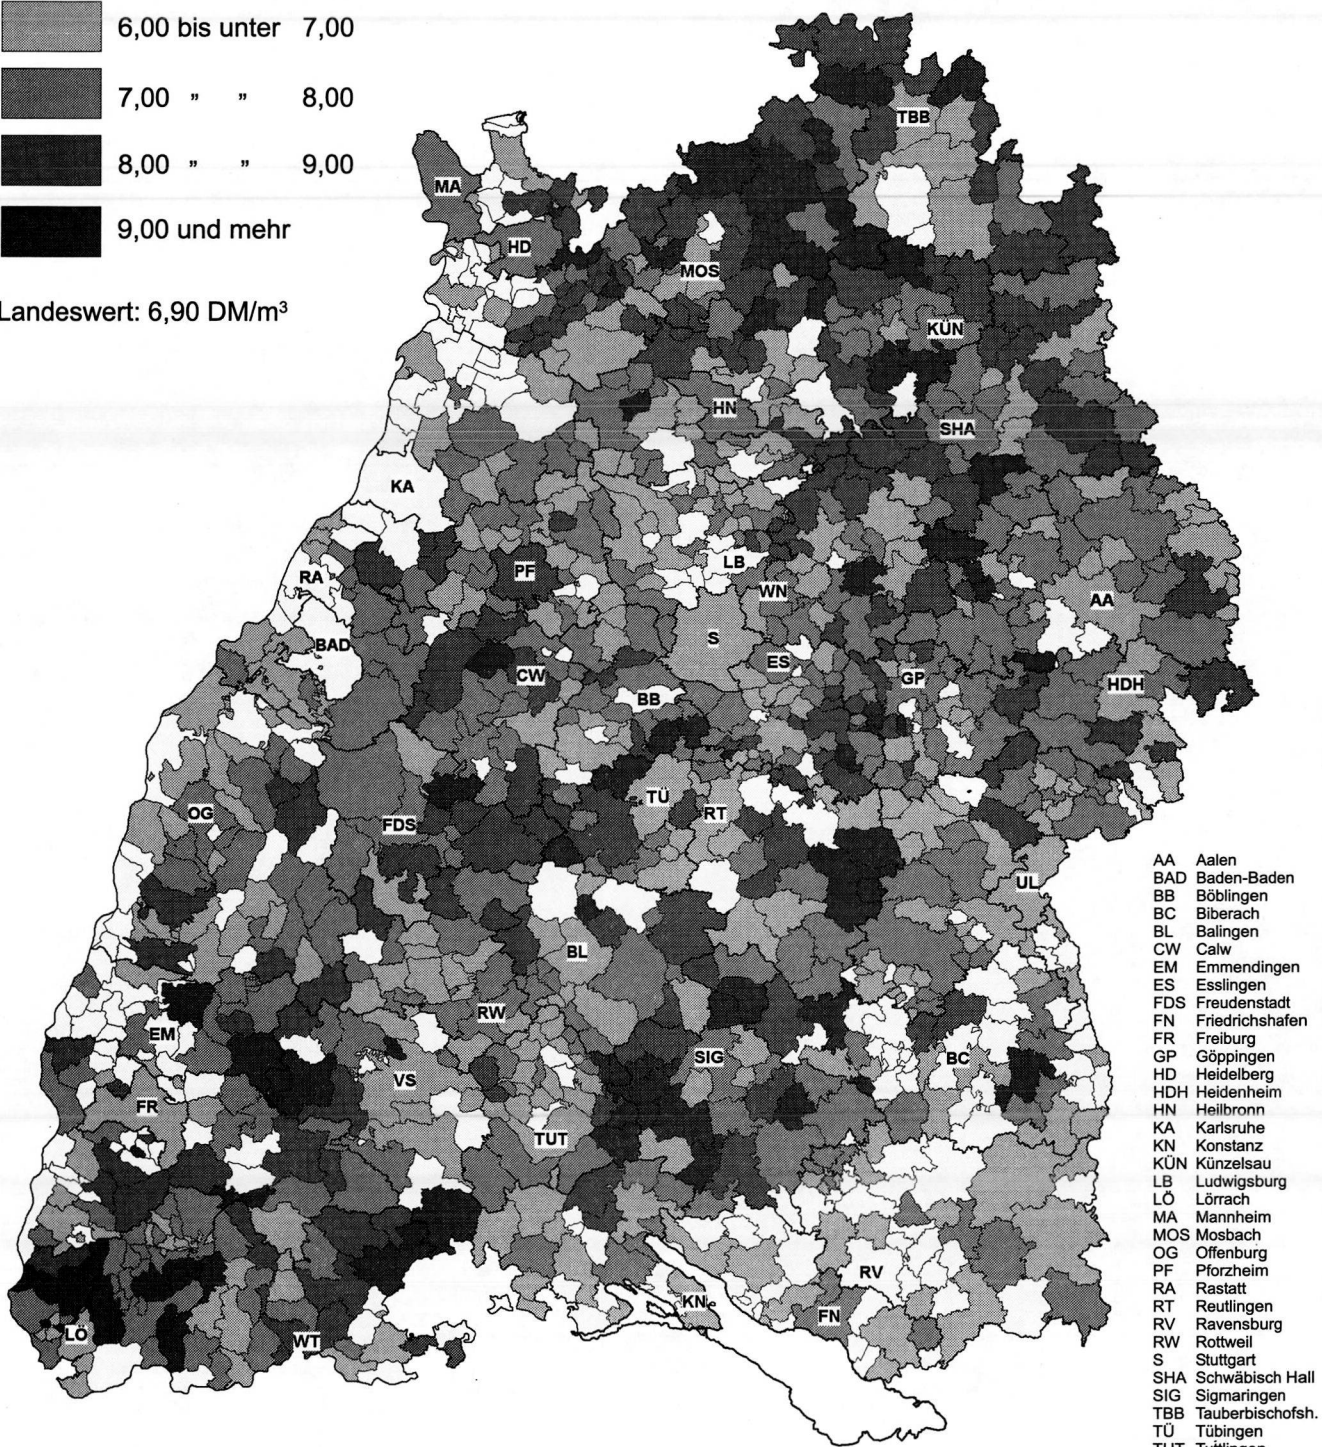 6,00 bis unter 7,00
7,00 " " 8,00
8,00 " " 9,00
9,00 und mehr
Landeswert: 6,90 DM/m³
TBB
MA
HD
MOS
KÜN
HN
SHA
KA
LB
PF
RA
WN
AA
BAD
S
ES
CW
GP
HDH
BB
TÜ
OG
RT
FDS
UL
BL
RW
EM
SIG
BC
VS
FR
TUT
RV
KN
FN
LÖ
WT
AA Aalen
BAD Baden-Baden
BB Böblingen
BC Biberach
BL Balingen
CW Calw
EM Emmendingen
ES Esslingen
FDS Freudenstadt
FN Friedrichshafen
FR Freiburg
GP Göppingen
HD Heidelberg
HDH Heidenheim
HN Heilbronn
KA Karlsruhe
KN Konstanz
KÜN Künzelsau
LB Ludwigsburg
LÖ Lörrach
MA Mannheim
MOS Mosbach
OG Offenburg
PF Pforzheim
RA Rastatt
RT Reutlingen
RV Ravensburg
RW Rottweil
S Stuttgart
SHA Schwäbisch Hall
SIG Sigmaringen
TBB Tauberbischofsh.
TÜ Tübingen